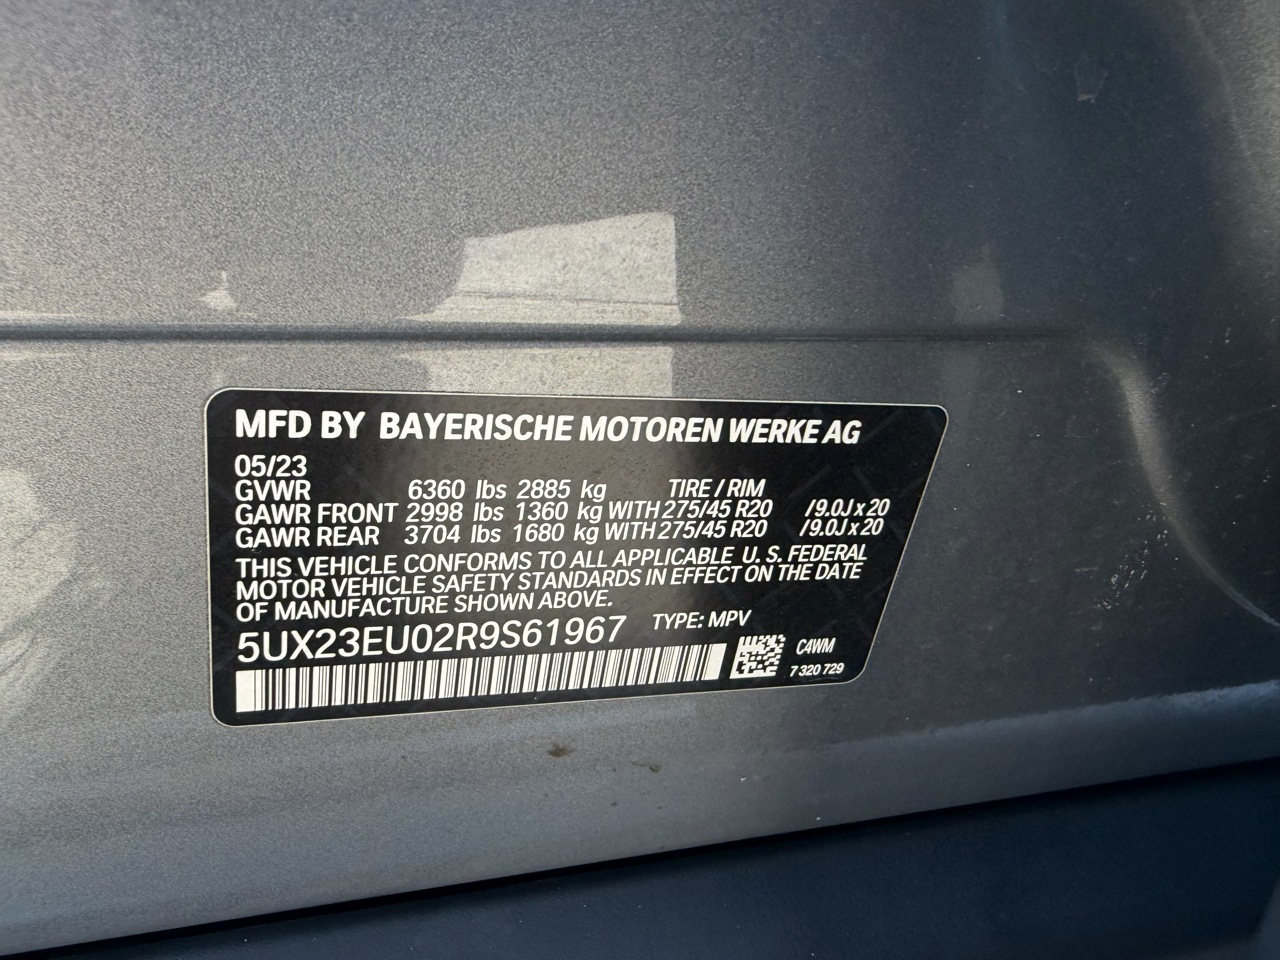 MFD BY BAYERISCHE MOTOREN WERKE AG
05/23
GVWR 6360 lbs 2885 kg TIRE / RIM
GAWR FRONT 2998 lbs 1360 kg WITH 275/45 R20 /9.0J x 20
GAWR REAR 3704 lbs 1680 kg WITH 275/45 R20 /9.0J x 20
THIS VEHICLE CONFORMS TO ALL APPLICABLE U. S. FEDERAL
MOTOR VEHICLE SAFETY STANDARDS IN EFFECT ON THE DATE
OF MANUFACTURE SHOWN ABOVE.
5UX23EU02R9S61967 TYPE: MPV
C4WM
7 320 729